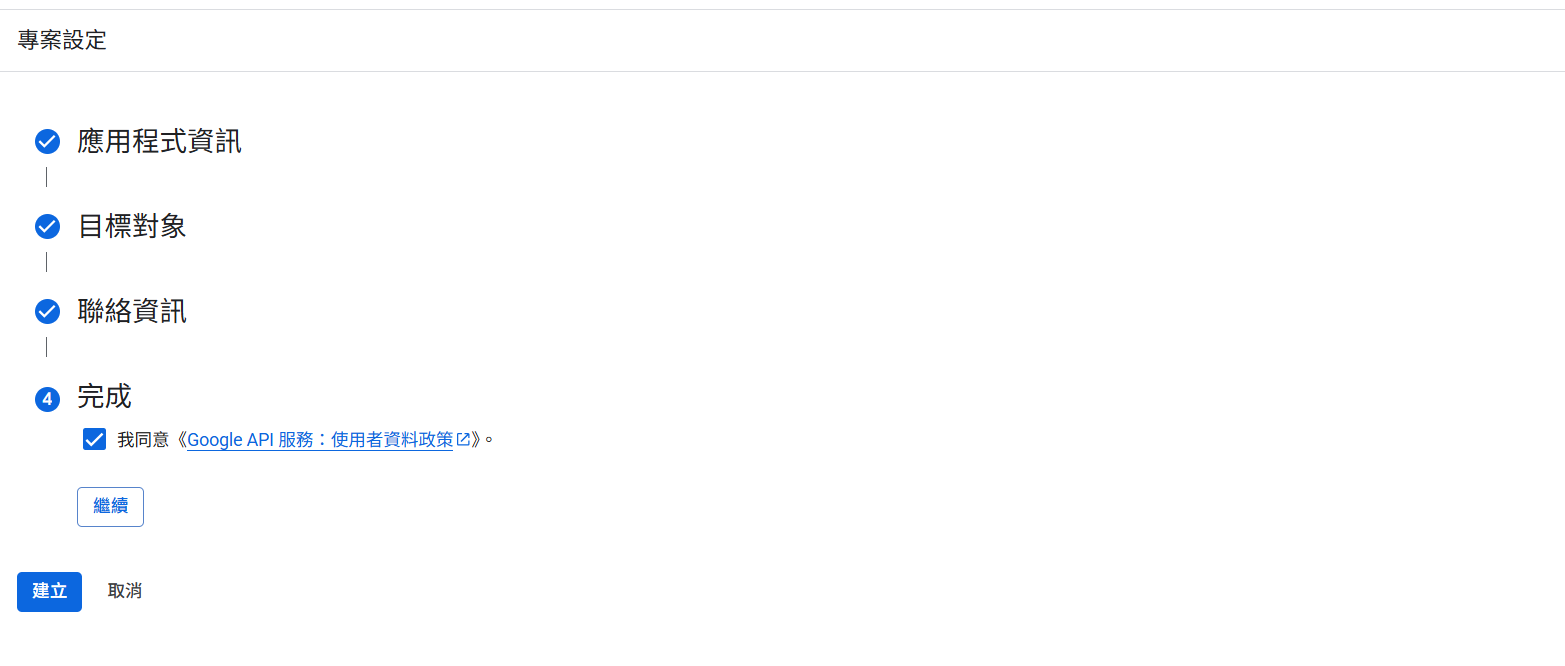 專案設定
應用程式資訊
目標對象
聯絡資訊
4 完成
我同意《Google API 服務：使用者資料政策》。
繼續
建立 取消